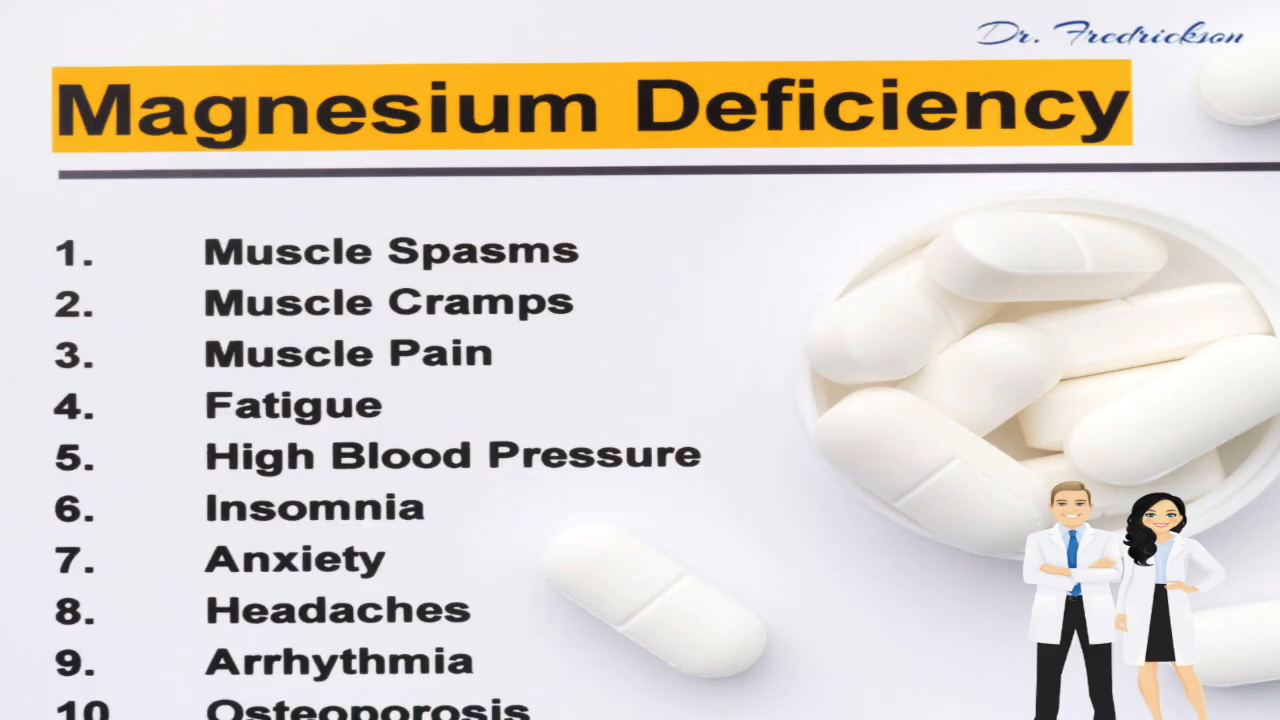 Dr. Fredrickson
Magnesium Deficiency
1. Muscle Spasms
2. Muscle Cramps
3. Muscle Pain
4. Fatigue
5. High Blood Pressure
6. Insomnia
7. Anxiety
8. Headaches
9. Arrhythmia
10 Osteoporosis